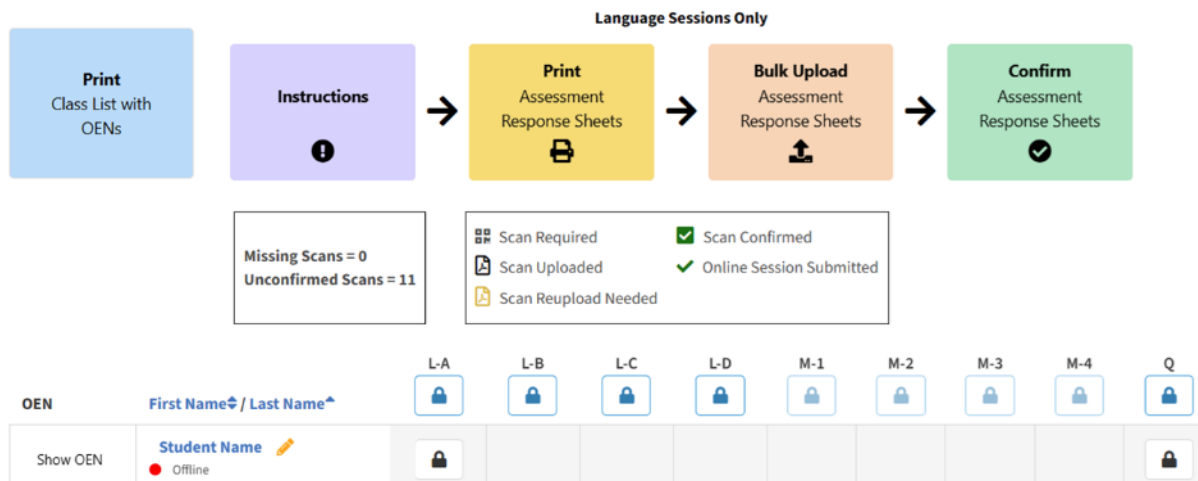 Language Sessions Only
Print
Class List with
OENs
Instructions
Print
Assessment
Response Sheets
Bulk Upload
Assessment
Response Sheets
Confirm
Assessment
Response Sheets
Missing Scans = 0
Unconfirmed Scans = 11
Scan Required
Scan Confirmed
Scan Uploaded
Online Session Submitted
Scan Reupload Needed
L-A L-B L-C L-D M-1 M-2 M-3 M-4 Q
OEN First Name / Last Name
Show OEN Student Name
Offline